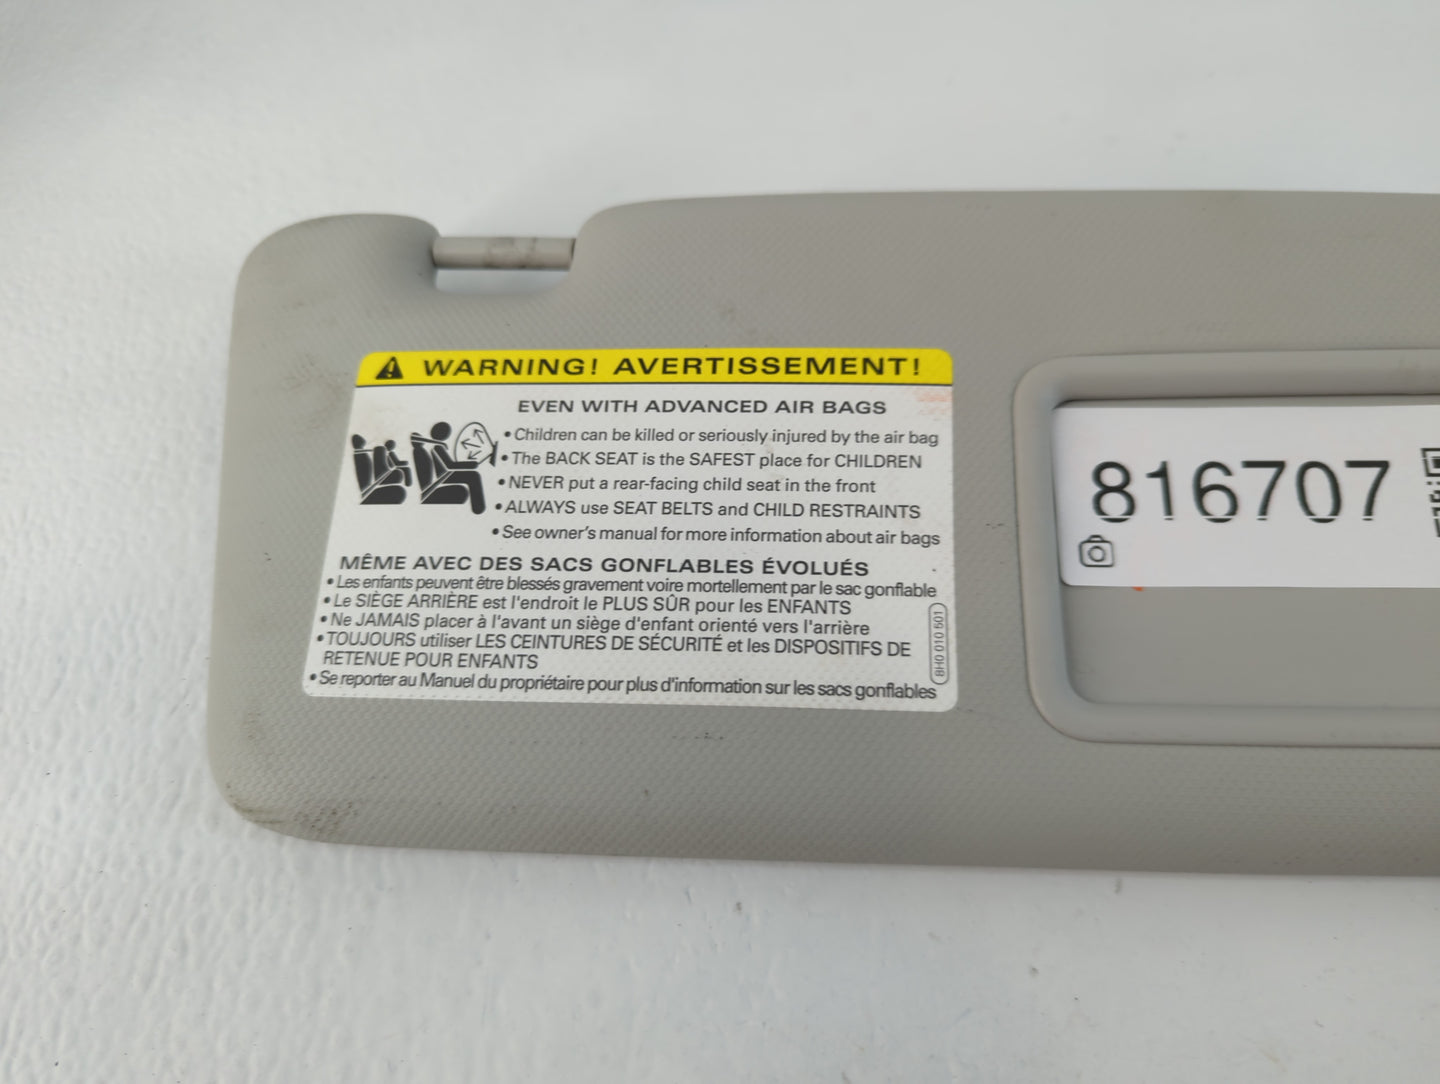 WARNING! AVERTISSEMENT!
EVEN WITH ADVANCED AIR BAGS
• Children can be killed or seriously injured by the air bag
• The BACK SEAT is the SAFEST place for CHILDREN
• NEVER put a rear-facing child seat in the front
• ALWAYS use SEAT BELTS and CHILD RESTRAINTS
• See owner's manual for more information about air bags
MÊME AVEC DES SACS GONFLABLES ÉVOLUÉS
• Les enfants peuvent être blessés gravement voire mortellement par le sac gonflable
• Le SIÈGE ARRIÈRE est l'endroit le PLUS SÛR pour les ENFANTS
• Ne JAMAIS placer à l'avant un siège d'enfant orienté vers l'arrière
• TOUJOURS utiliser LES CEINTURES DE SÉCURITÉ et les DISPOSITIFS DE
RETENUE POUR ENFANTS
• Se reporter au Manuel du propriétaire pour plus d'information sur les sacs gonflables
8H0 010 501
816707